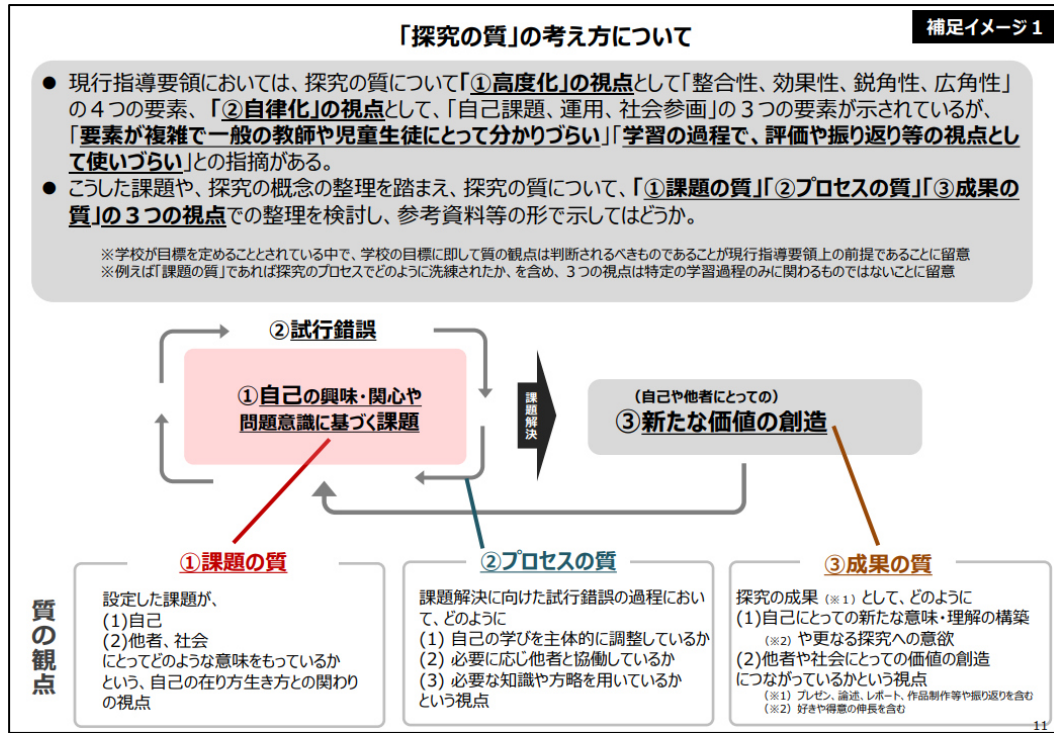 補足イメージ1
「探究の質」の考え方について
● 現行指導要領においては、探究の質について「①高度化」の視点として「整合性、効果性、鋭角性、広角性」
の４つの要素、「②自律化」の視点として、「自己課題、運用、社会参画」の３つの要素が示されているが、
「要素が複雑で一般の教師や児童生徒にとって分かりづらい」「学習の過程で、評価や振り返り等の視点とし
て使いづらい」との指摘がある。
● こうした課題や、探究の概念の整理を踏まえ、探究の質について、「①課題の質」「②プロセスの質」「③成果の
質」の３つの視点での整理を検討し、参考資料等の形で示してはどうか。
※学校が目標を定めることとされている中で、学校の目標に即して質の観点は判断されるべきものであることが現行指導要領上の前提であることに留意
※例えば「課題の質」であれば探究のプロセスでどのように洗練されたか、を含め、３つの視点は特定の学習過程のみに関わるものではないことに留意
②試行錯誤
①自己の興味・関心や
問題意識に基づく課題
課題解決
(自己や他者にとっての)
③新たな価値の創造
質の観点
①課題の質
設定した課題が、
(1)自己
(2)他者、社会
にとってどのような意味をもっているか
という、自己の在り方生き方との関わり
の視点
②プロセスの質
課題解決に向けた試行錯誤の過程におい
て、どのように
(1) 自己の学びを主体的に調整しているか
(2) 必要に応じ他者と協働しているか
(3) 必要な知識や方略を用いているか
という視点
③成果の質
探究の成果（※1）として、どのように
(1)自己にとっての新たな意味・理解の構築
（※2）や更なる探究への意欲
(2)他者や社会にとっての価値の創造
につながっているかという視点
（※1）プレゼン、論述、レポート、作品制作等や振り返りを含む
（※2）好きや得意の伸長を含む
11